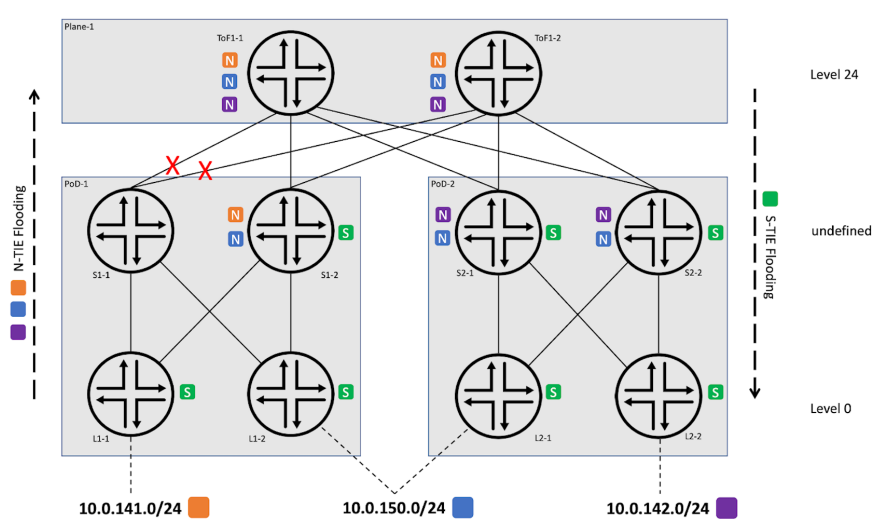 Plane-1
ToF1-1
ToF1-2
N
N
N
N
N
N
Level 24
X
X
PoD-1
PoD-2
N-TIE Flooding
S-TIE Flooding
N
N
S
N
N
S
N
N
S
undefined
S1-1
S1-2
S2-1
S2-2
S
S
S
S
Level 0
L1-1
L1-2
L2-1
L2-2
10.0.141.0/24
10.0.150.0/24
10.0.142.0/24